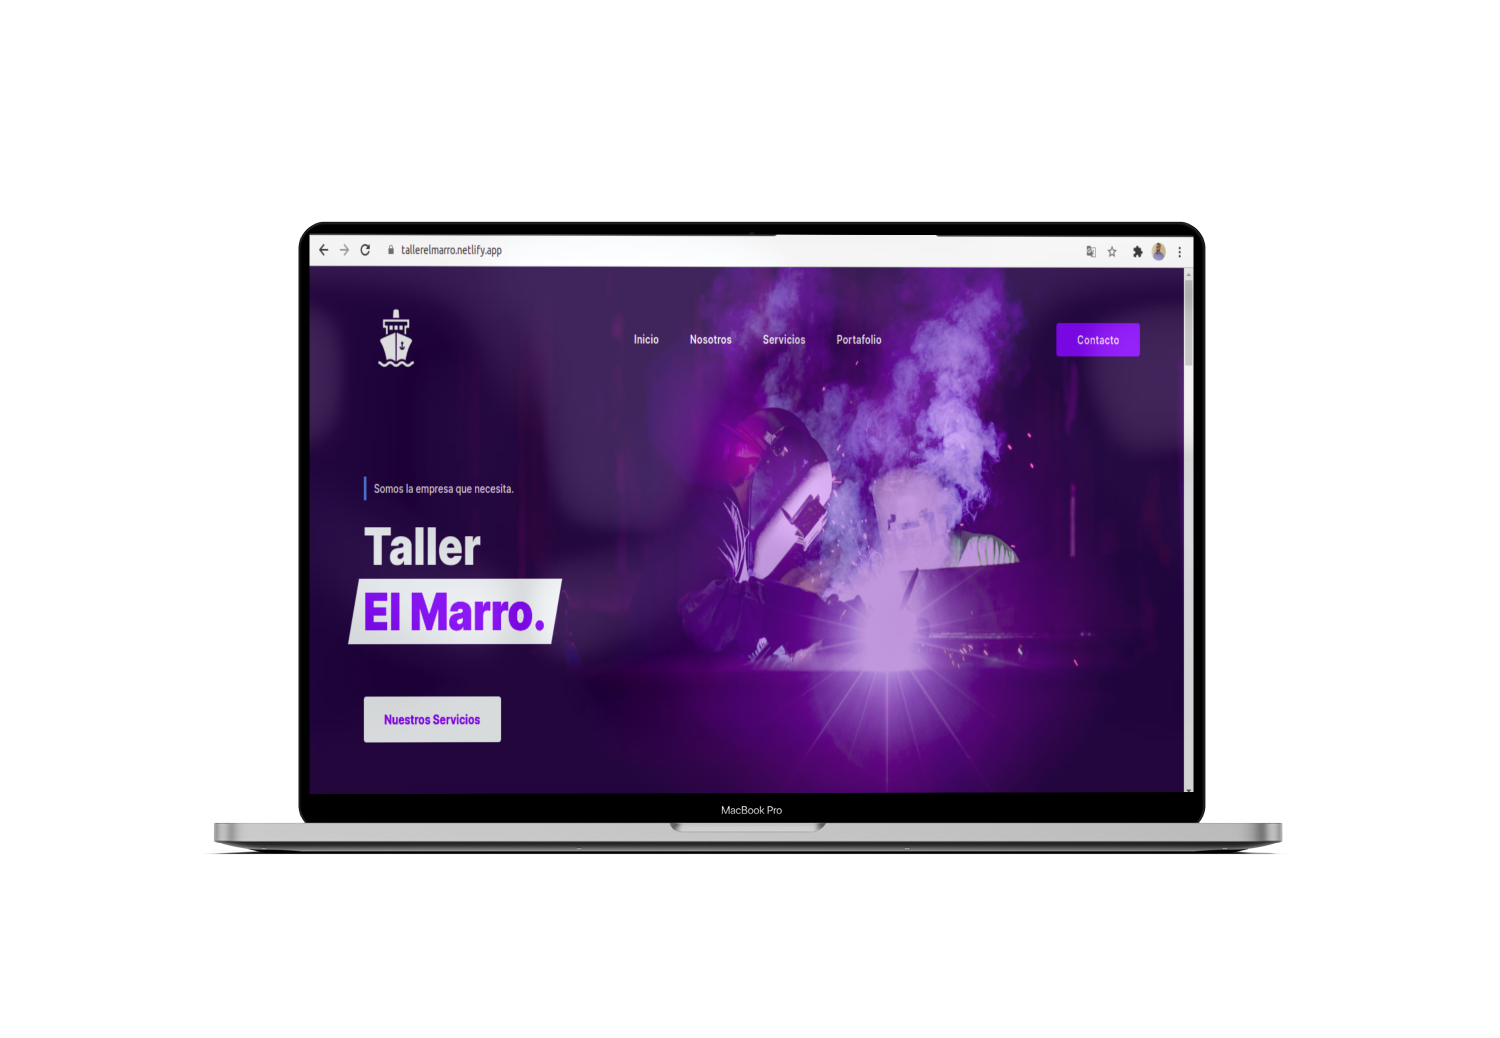 tallerelmarro.netlify.app
Inicio Nosotros Servicios Portafolio Contacto
Somos la empresa que necesita.
Taller
El Marro.
Nuestros Servicios
MacBook Pro